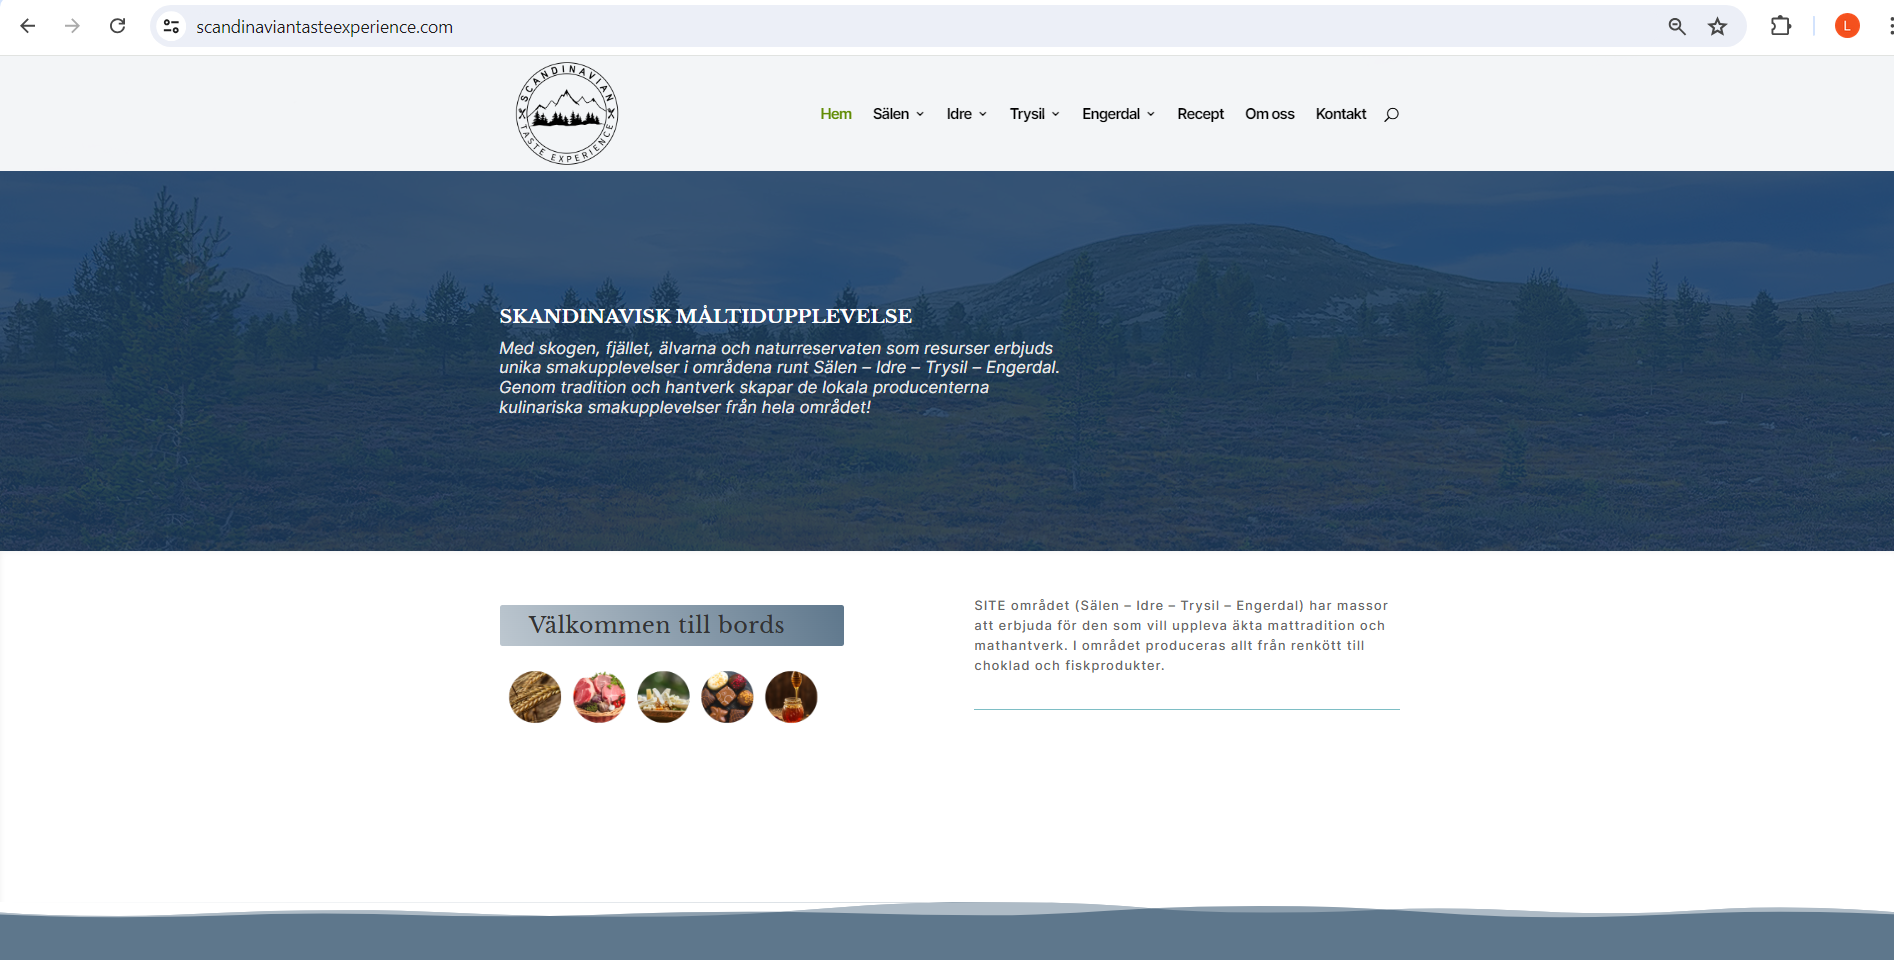 scandinaviantasteexperience.com
L
SCANDINAVIAN
TASTE EXPERIENCE
Hem Sälen Idre Trysil Engerdal Recept Om oss Kontakt
SKANDINAVISK MÅLTIDUPPLEVELSE
Med skogen, fjället, älvarna och naturreservaten som resurser erbjuds
unika smakupplevelser i områdena runt Sälen – Idre – Trysil – Engerdal.
Genom tradition och hantverk skapar de lokala producenterna
kulinariska smakupplevelser från hela området!
Välkommen till bords
SITE området (Sälen – Idre – Trysil – Engerdal) har massor
att erbjuda för den som vill uppleva äkta mattradition och
mathantverk. I området produceras allt från renkött till
choklad och fiskprodukter.